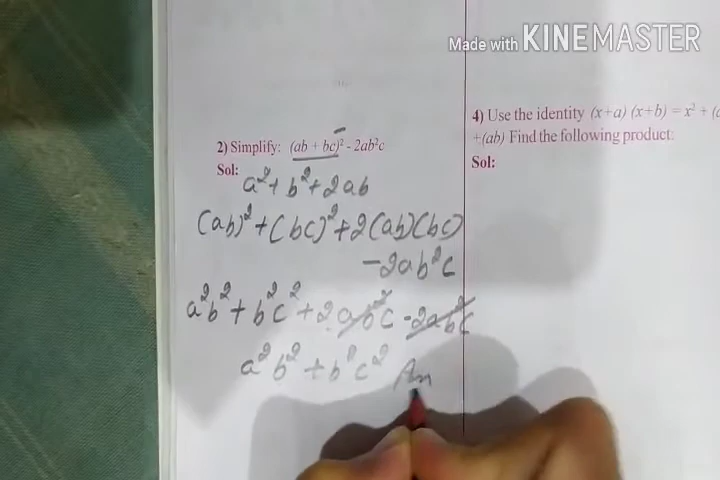 Made with KINEMASTER
2) Simplify: (ab + bc)² - 2ab²c
Sol:
a² + b² + 2ab
(ab)² + (bc)² + 2(ab)(bc)
- 2ab²c
a²b² + b²c² + 2ab²c - 2ab²c
a²b² + b²c² An
4) Use the identity (x+a) (x+b) = x² + (
+(ab) Find the following product:
Sol: